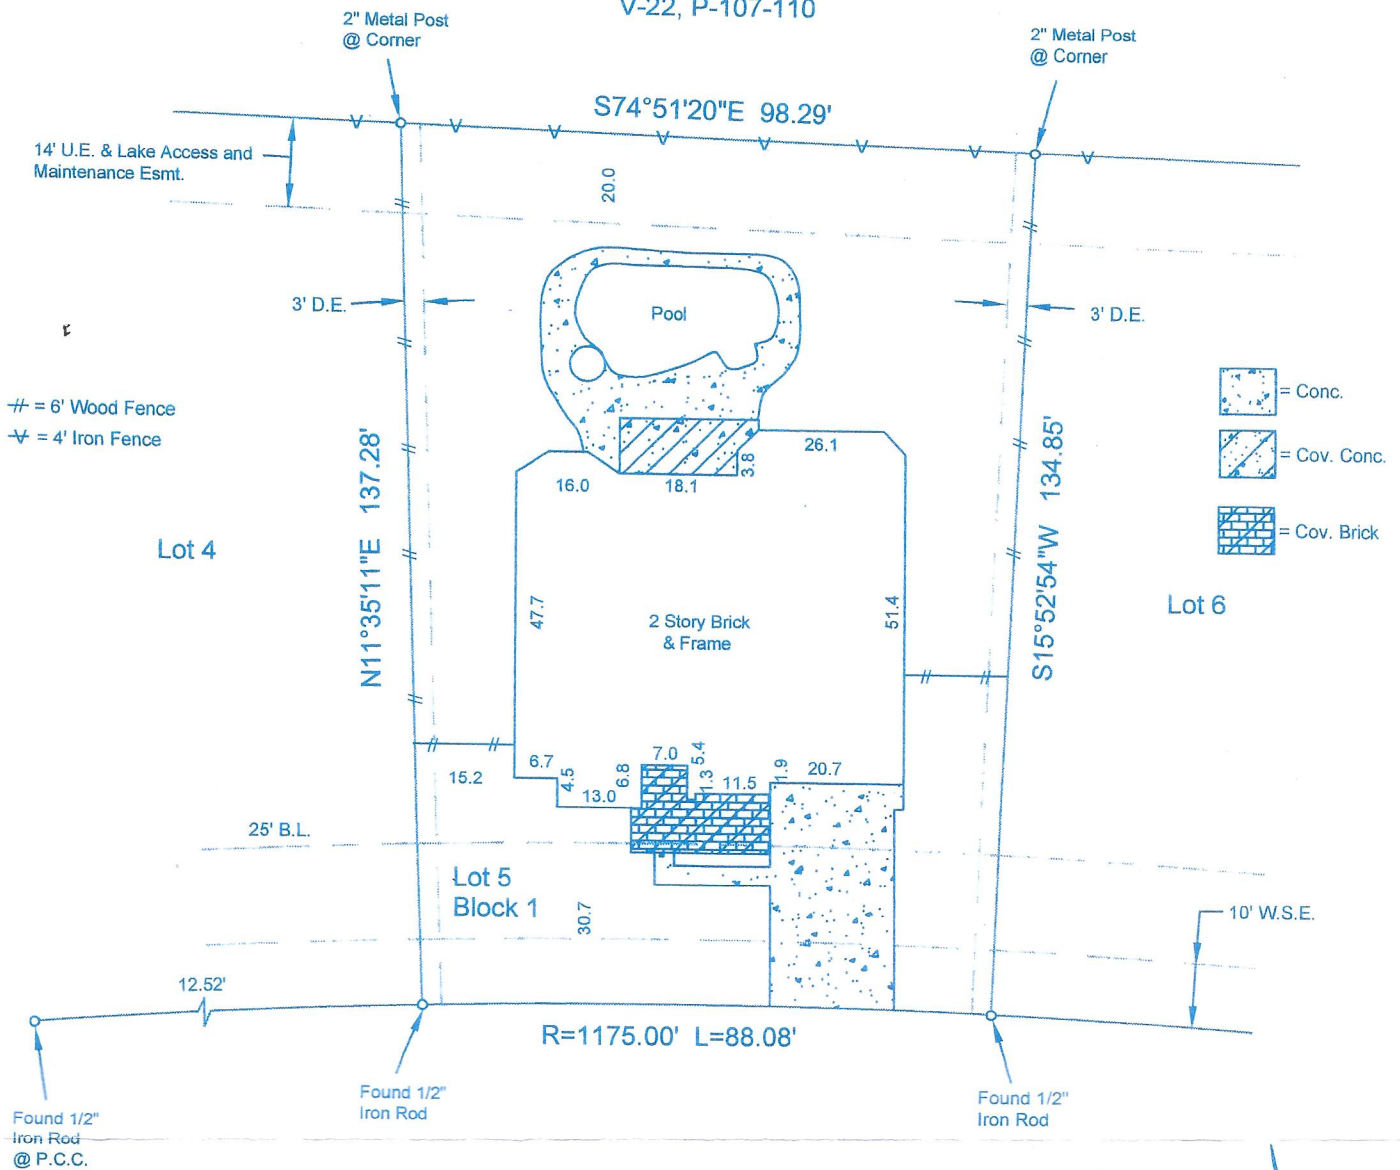 V-22, P-107-110
2" Metal Post
@ Corner
2" Metal Post
@ Corner
S74°51'20"E 98.29'
14' U.E. & Lake Access and
Maintenance Esmt.
20.0
3' D.E.
Pool
3' D.E.
= Conc.
= 6' Wood Fence
= 4' Iron Fence
N11°35'11"E 137.28'
S15°52'54"W 134.85'
26.1
3.8
= Cov. Conc.
16.0
18.1
= Cov. Brick
Lot 4
47.7
2 Story Brick
& Frame
51.4
Lot 6
7.0
5.4
6.7
4.5
6.8
1.3
11.5
1.9
20.7
15.2
13.0
25' B.L.
Lot 5
Block 1
30.7
10' W.S.E.
12.52'
R=1175.00' L=88.08'
Found 1/2"
Iron Rod
Found 1/2"
Iron Rod
Found 1/2"
Iron Rod
@ P.C.C.